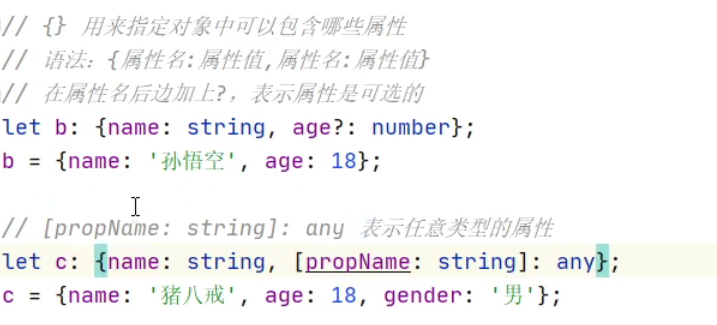 // {} 用来指定对象中可以包含哪些属性
// 语法：{属性名:属性值,属性名:属性值}
// 在属性名后边加上?，表示属性是可选的
let b: {name: string, age?: number};
b = {name: '孙悟空', age: 18};
// [propName: string]: any 表示任意类型的属性
let c: {name: string, [propName: string]: any};
c = {name: '猪八戒', age: 18, gender: '男'};